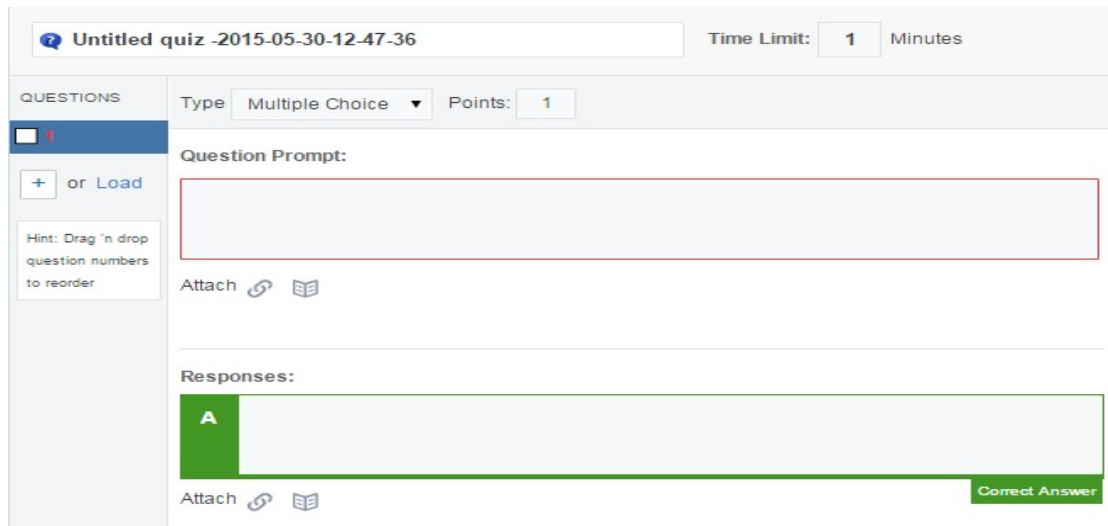 Untitled quiz -2015-05-30-12-47-36 Time Limit: 1 Minutes
QUESTIONS
Type Multiple Choice Points: 1
1
Question Prompt:
+ or Load
Hint: Drag 'n drop
question numbers
to reorder
Attach
Responses:
A
Correct Answer
Attach